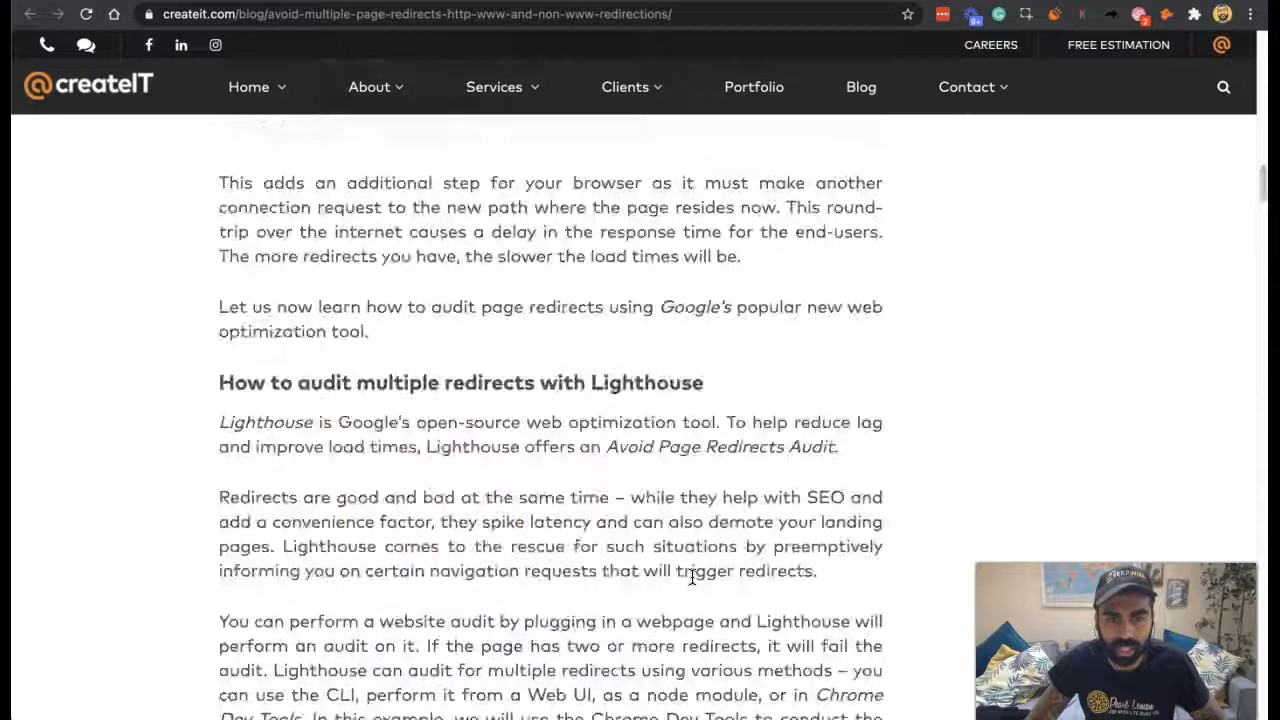 createit.com/blog/avoid-multiple-page-redirects-http-www-and-non-www-redirections/
9+
2
CAREERS
FREE ESTIMATION
@createIT
Home
About
Services
Clients
Portfolio
Blog
Contact
This adds an additional step for your browser as it must make another
connection request to the new path where the page resides now. This round-
trip over the internet causes a delay in the response time for the end-users.
The more redirects you have, the slower the load times will be.
Let us now learn how to audit page redirects using Google's popular new web
optimization tool.
How to audit multiple redirects with Lighthouse
Lighthouse is Google's open-source web optimization tool. To help reduce lag
and improve load times, Lighthouse offers an Avoid Page Redirects Audit.
Redirects are good and bad at the same time – while they help with SEO and
add a convenience factor, they spike latency and can also demote your landing
pages. Lighthouse comes to the rescue for such situations by preemptively
informing you on certain navigation requests that will trigger redirects.
You can perform a website audit by plugging in a webpage and Lighthouse will
perform an audit on it. If the page has two or more redirects, it will fail the
audit. Lighthouse can audit for multiple redirects using various methods – you
can use the CLI, perform it from a Web UI, as a node module, or in Chrome
Dev Tools. In this example, we will use the Chrome Dev Tools to conduct the
Pearl Lemon